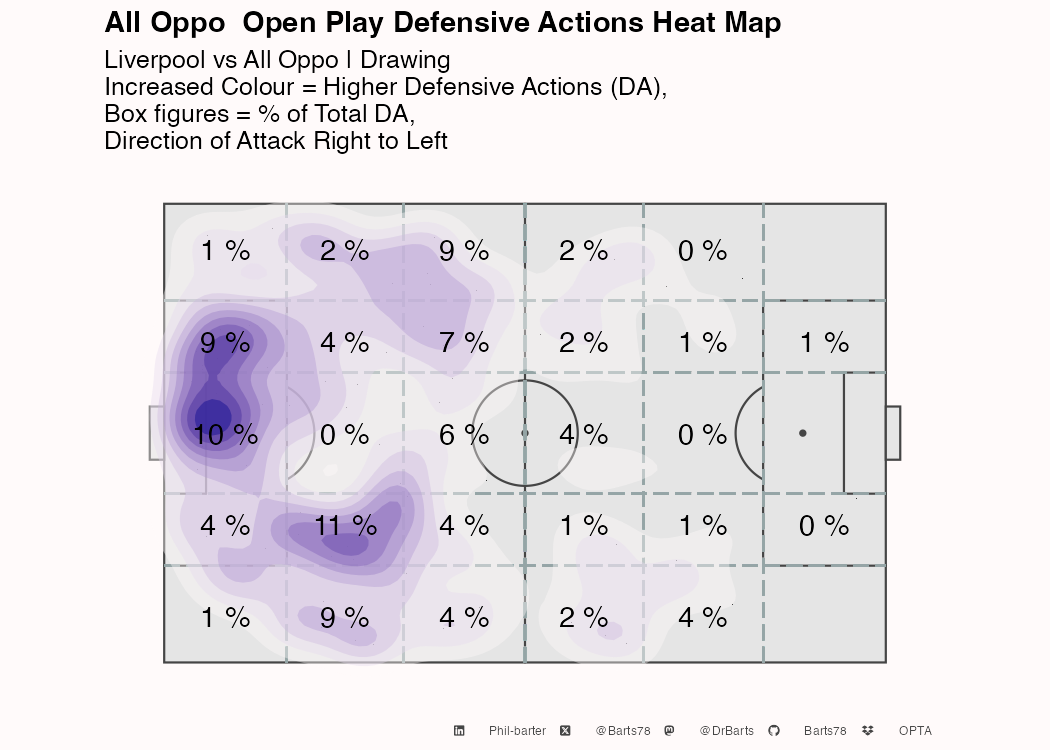 All Oppo  Open Play Defensive Actions Heat Map
Liverpool vs All Oppo | Drawing
Increased Colour = Higher Defensive Actions (DA),
Box figures = % of Total DA,
Direction of Attack Right to Left
1 % 2 % 9 % 2 % 0 %
9 % 4 % 7 % 2 % 1 % 1 %
10 % 0 % 6 % 4 % 0 %
4 % 11 % 4 % 1 % 1 % 0 %
1 % 9 % 4 % 2 % 4 %
Phil-barter @Barts78 @DrBarts Barts78 OPTA